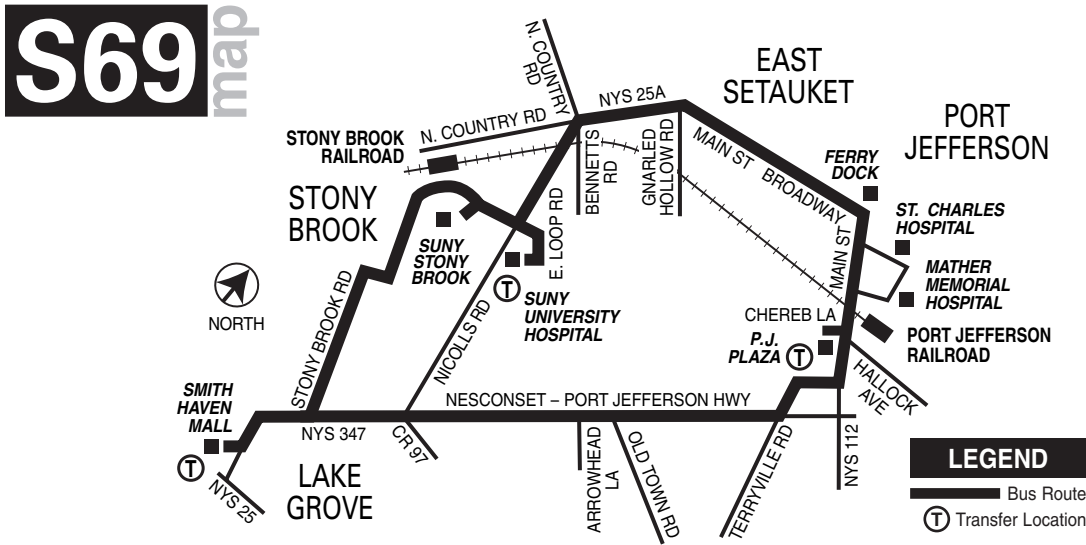 S69
map
N. COUNTRY
RD
NYS 25A
EAST
SETAUKET
N. COUNTRY RD
STONY BROOK
RAILROAD
BENNETTS
RD
GNARLED
HOLLOW RD
MAIN ST
BROADWAY
PORT
JEFFERSON
FERRY
DOCK
STONY
BROOK
SUNY
STONY
BROOK
E. LOOP RD
ST. CHARLES
HOSPITAL
MAIN ST
MATHER
MEMORIAL
HOSPITAL
NORTH
STONY BROOK RD
NICOLLS RD
T
SUNY
UNIVERSITY
HOSPITAL
CHEREB LA
P.J.
PLAZA
T
PORT JEFFERSON
RAILROAD
HALLOCK
AVE
SMITH
HAVEN
MALL
T
NYS 25
NYS 347
NESCONSET – PORT JEFFERSON HWY
LAKE
GROVE
CR 97
ARROWHEAD
LA
OLD TOWN RD
TERRYVILLE RD
NYS 112
LEGEND
Bus Route
T Transfer Location